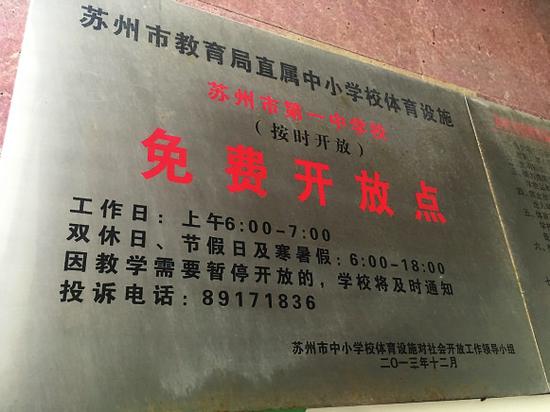 苏州市教育局直属中小学校体育设施
苏州市第一中学校
（按时开放）
免费开放点
工作日：上午6:00-7:00
双休日、节假日及寒暑假：6:00-18:00
因教学需要暂停开放的，学校将及时通知
投诉电话：89171836
苏州市中小学校体育设施对社会开放工作领导小组
二〇一三年十二月